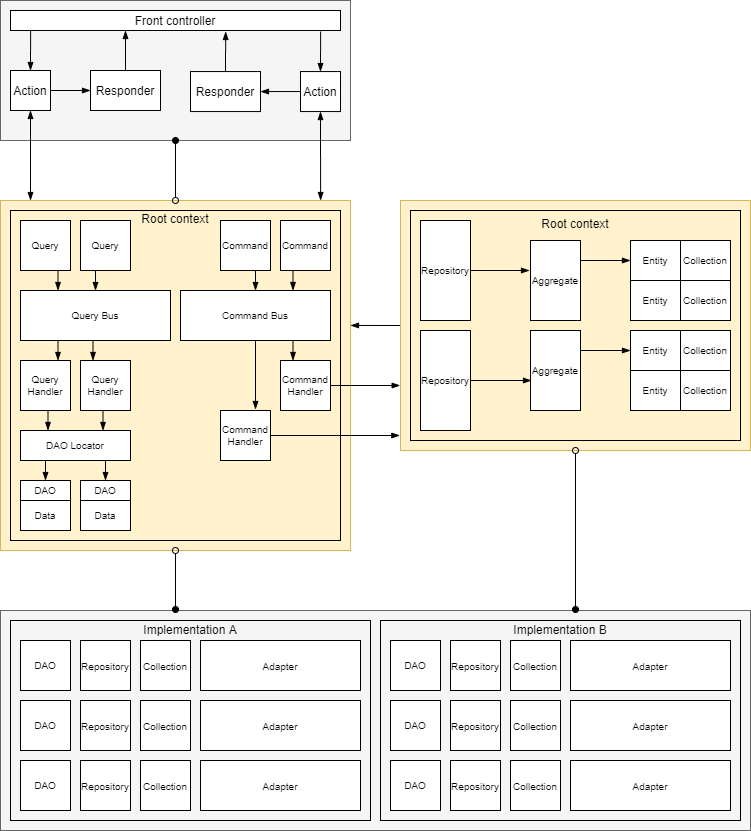 Front controller
Action
Responder
Responder
Action
Root context
Query
Query
Command
Command
Query Bus
Command Bus
Query
Handler
Query
Handler
Command
Handler
Command
Handler
DAO Locator
DAO
DAO
Data
Data
Root context
Repository
Aggregate
Entity
Collection
Entity
Collection
Repository
Aggregate
Entity
Collection
Entity
Collection
Implementation A
DAO
Repository
Collection
Adapter
DAO
Repository
Collection
Adapter
DAO
Repository
Collection
Adapter
Implementation B
DAO
Repository
Collection
Adapter
DAO
Repository
Collection
Adapter
DAO
Repository
Collection
Adapter